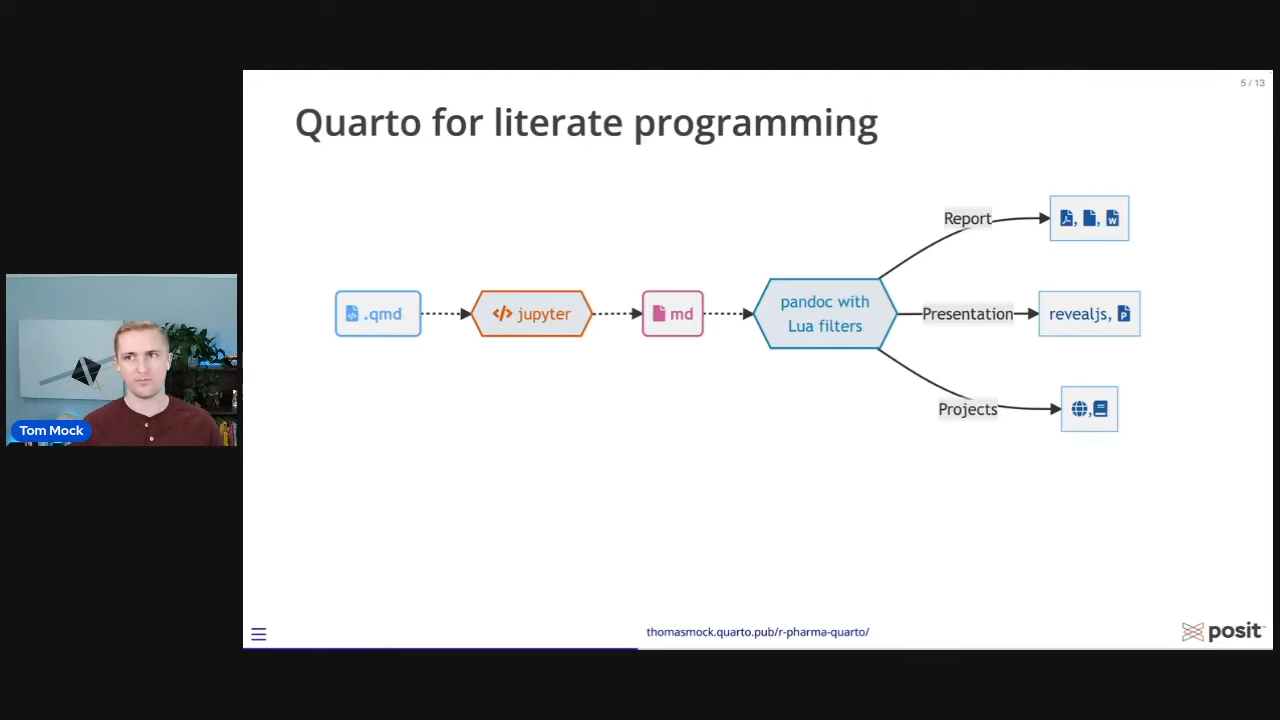 5 / 13
Quarto for literate programming
Report
.qmd
</> jupyter
md
pandoc with
Lua filters
Presentation
revealjs,
Projects
Tom Mock
thomasmock.quarto.pub/r-pharma-quarto/
posit™